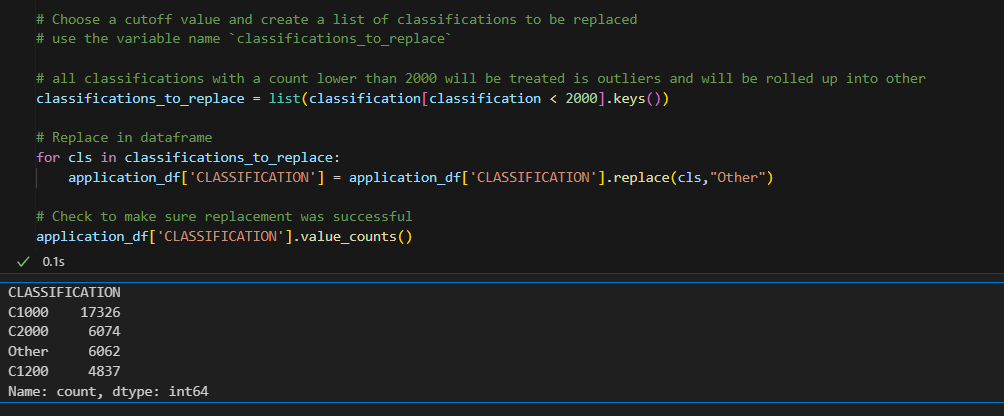 # Choose a cutoff value and create a list of classifications to be replaced
# use the variable name `classifications_to_replace`
# all classifications with a count lower than 2000 will be treated is outliers and will be rolled up into other
classifications_to_replace = list(classification[classification < 2000].keys())
# Replace in dataframe
for cls in classifications_to_replace:
    application_df['CLASSIFICATION'] = application_df['CLASSIFICATION'].replace(cls,"Other")
# Check to make sure replacement was successful
application_df['CLASSIFICATION'].value_counts()
0.1s
CLASSIFICATION
C1000    17326
C2000     6074
Other     6062
C1200     4837
Name: count, dtype: int64